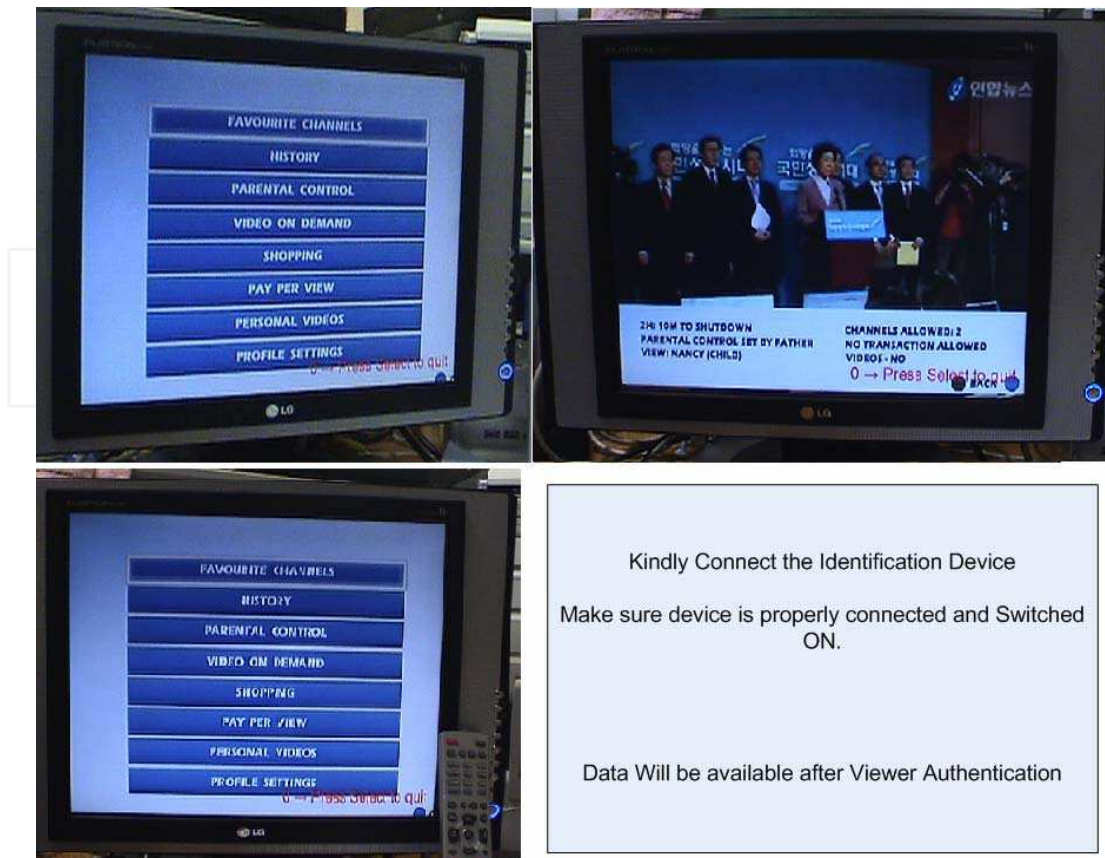 FAVOURITE CHANNELS
HISTORY
PARENTAL CONTROL
VIDEO ON DEMAND
SHOPPING
PAY PER VIEW
PERSONAL VIDEOS
PROFILE SETTINGS
0 → Press Select to quit
LG
연합뉴스
국민
시대
2H: 10M TO SHUTDOWN
PARENTAL CONTROL SET BY FATHER
VIEW: NANCY (CHILD)
CHANNELS ALLOWED: 2
NO TRANSACTION ALLOWED
VIDEOS - NO
0 → Press Select to quit
BACK
LG
FAVOURITE CHANNELS
HISTORY
PARENTAL CONTROL
VIDEO ON DEMAND
SHOPPING
PAY PER VIEW
PERSONAL VIDEOS
PROFILE SETTINGS
0 → Press Select to quit
LG
Kindly Connect the Identification Device
Make sure device is properly connected and Switched
ON.
Data Will be available after Viewer Authentication